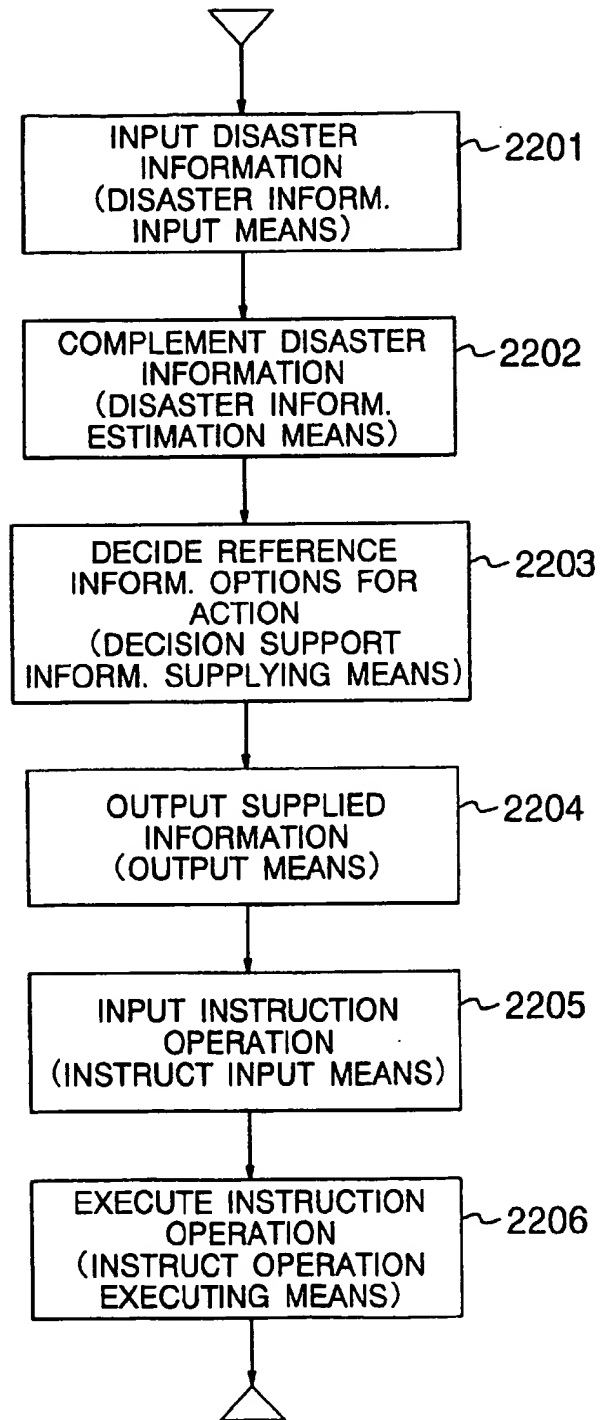 INPUT DISASTER
INFORMATION
(DISASTER INFORM.
INPUT MEANS)
2201
COMPLEMENT DISASTER
INFORMATION
(DISASTER INFORM.
ESTIMATION MEANS)
2202
DECIDE REFERENCE
INFORM. OPTIONS FOR
ACTION
(DECISION SUPPORT
INFORM. SUPPLYING MEANS)
2203
OUTPUT SUPPLIED
INFORMATION
(OUTPUT MEANS)
2204
INPUT INSTRUCTION
OPERATION
(INSTRUCT INPUT MEANS)
2205
EXECUTE INSTRUCTION
OPERATION
(INSTRUCT OPERATION
EXECUTING MEANS)
2206